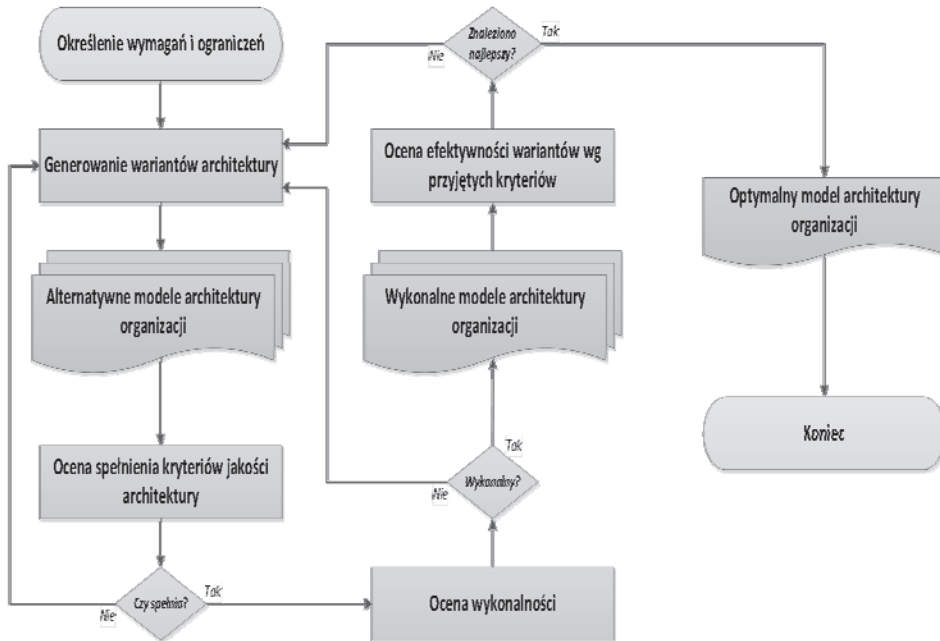 Określenie wymagań i ograniczeń
Generowanie wariantów architektury
Alternatywne modele architektury
organizacji
Ocena spełnienia kryteriów jakości
architektury
Czy spełnia?
Nie
Tak
Ocena wykonalności
Wykonalny?
Nie
Tak
Wykonalne modele architektury
organizacji
Ocena efektywności wariantów wg
przyjętych kryteriów
Znaleziono
najlepszy?
Nie
Tak
Optymalny model architektury
organizacji
Koniec